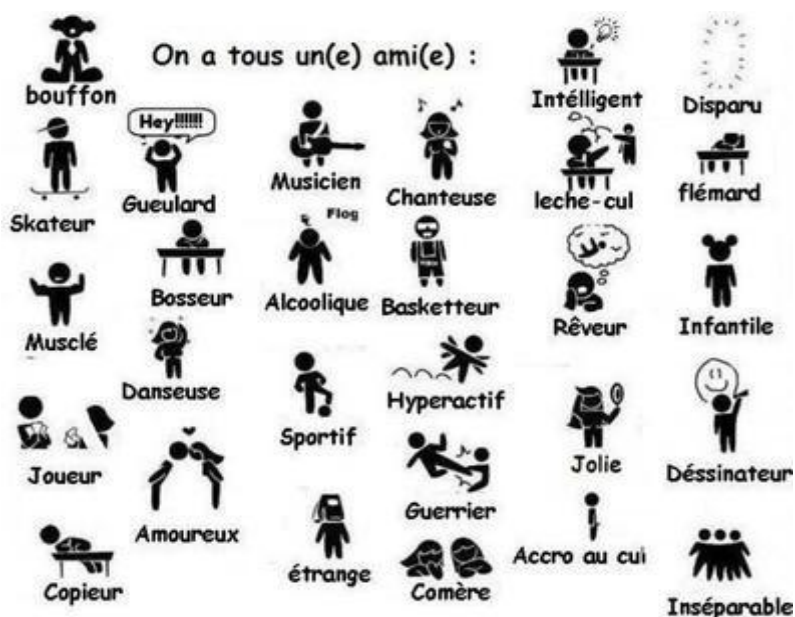 On a tous un(e) ami(e) :
bouffon
Intélligent
Disparu
Hey!!!!!!
Skateur
Gueulard
Musicien
Chanteuse
leche-cul
flémard
Flog
Bosseur
Alcoolique
Basketteur
Rêveur
Infantile
Musclé
Danseuse
Sportif
Hyperactif
Joueur
Jolie
Déssinateur
Amoureux
Guerrier
Copieur
étrange
Comère
Accro au cui
Inséparable